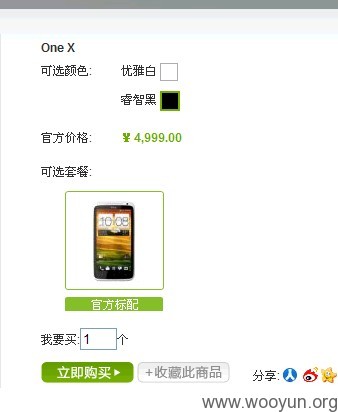 One X
可选颜色: 优雅白
睿智黑
官方价格: ¥ 4,999.00
可选套餐:
官方标配
我要买: 1 个
立即购买 +收藏此商品 分享:
www.wooyun.org